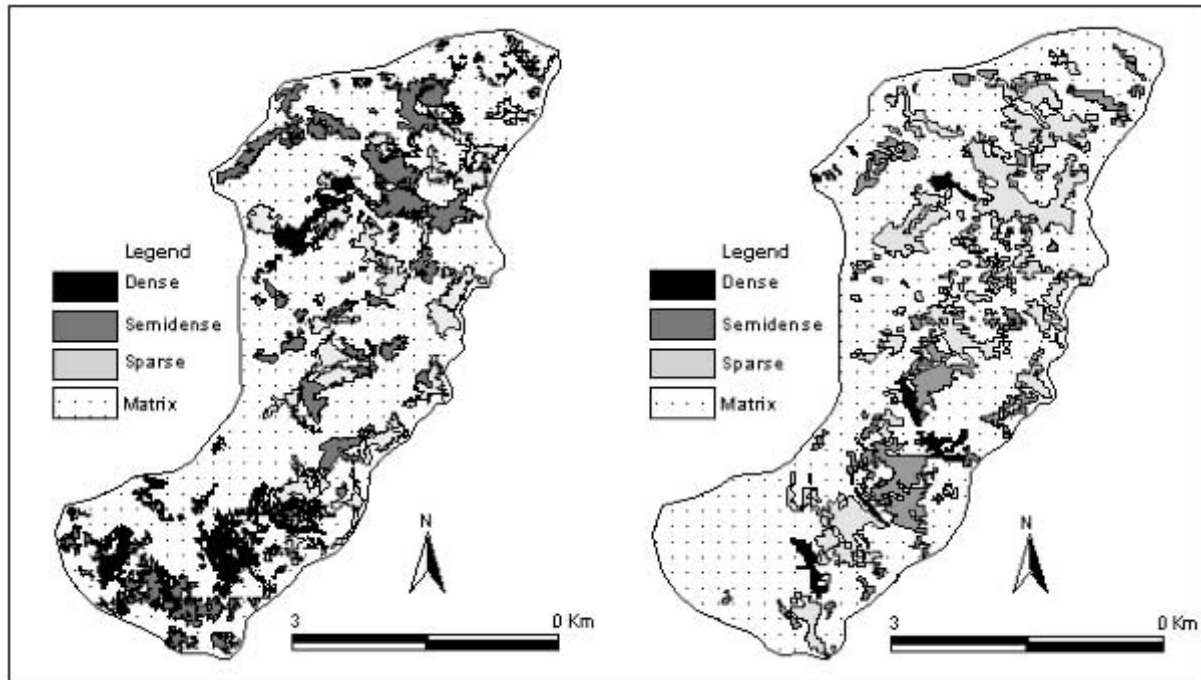 Legend
Dense
Semidense
Sparse
Matrix
N
3 0 Km
Legend
Dense
Semidense
Sparse
Matrix
N
3 0 Km